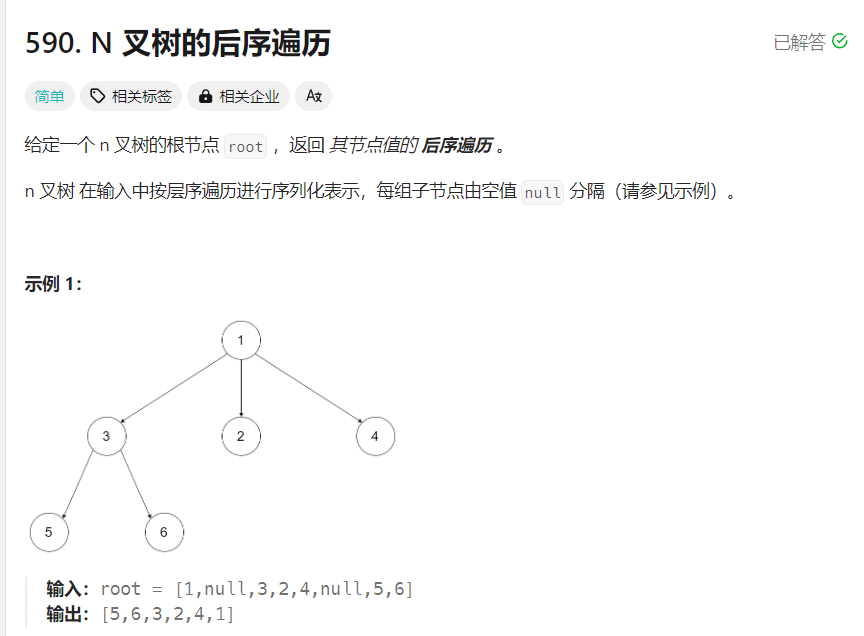 590. N 叉树的后序遍历
已解答
简单 相关标签 相关企业 Aあ
给定一个 n 叉树的根节点 root ，返回 其节点值的 后序遍历 。
n 叉树 在输入中按层序遍历进行序列化表示，每组子节点由空值 null 分隔（请参见示例）。
示例 1：
1
3 2 4
5 6
输入：root = [1,null,3,2,4,null,5,6]
输出：[5,6,3,2,4,1]